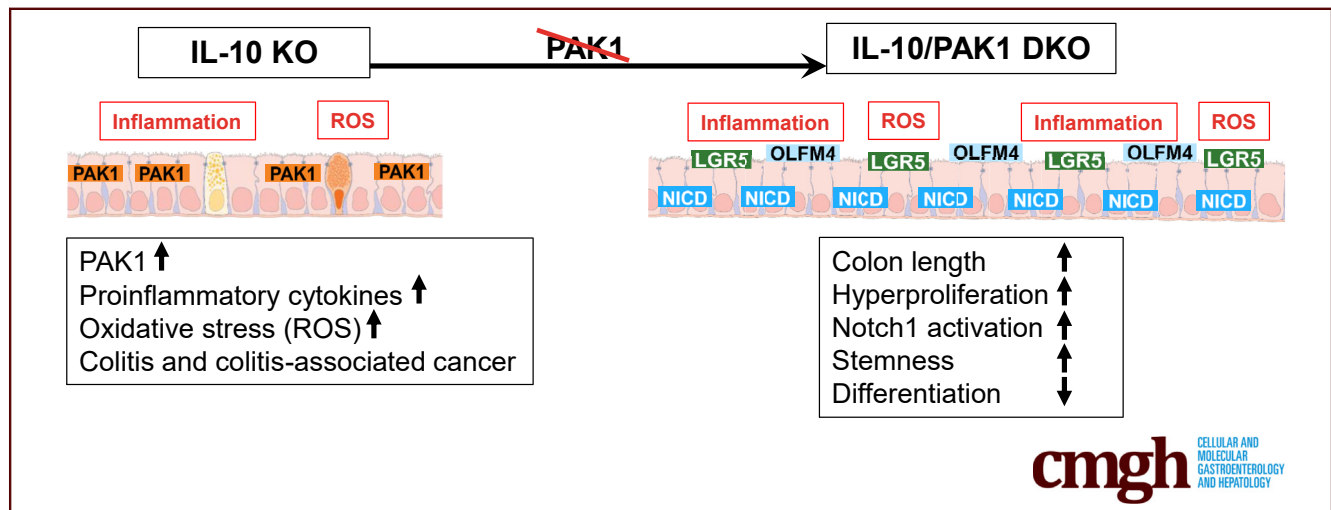 IL-10 KO
PAK1
IL-10/PAK1 DKO
Inflammation ROS
PAK1 PAK1 PAK1 PAK1
Inflammation ROS Inflammation ROS
LGR5 OLFM4 LGR5 OLFM4 LGR5 OLFM4 LGR5
NICD NICD NICD NICD NICD NICD NICD
PAK1
Proinflammatory cytokines
Oxidative stress (ROS)
Colitis and colitis-associated cancer
Colon length
Hyperproliferation
Notch1 activation
Stemness
Differentiation
cmgh
CELLULAR AND
MOLECULAR
GASTROENTEROLOGY
AND HEPATOLOGY